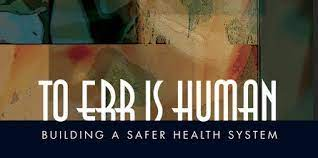 TO ERR IS HUMAN
BUILDING A SAFER HEALTH SYSTEM